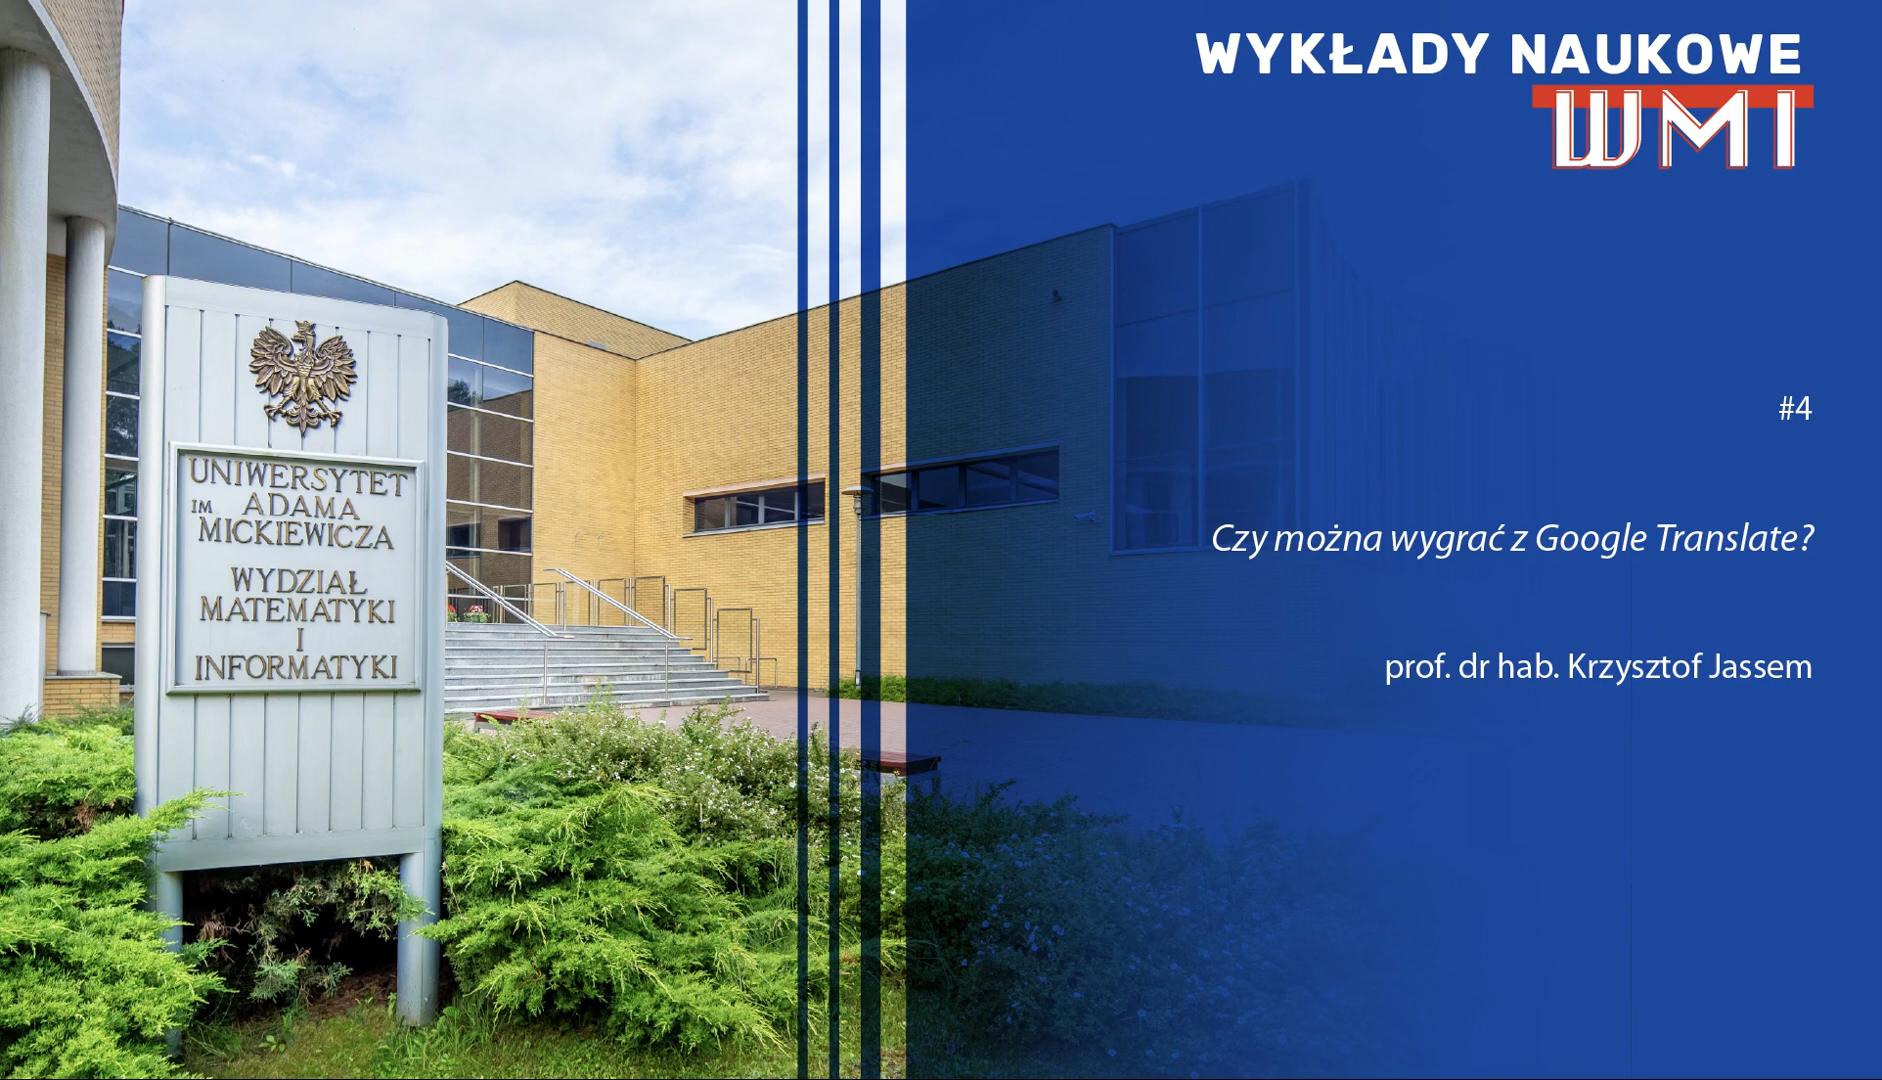 WYKŁADY NAUKOWE
WMI
UNIWERSYTET
IM ADAMA
MICKIEWICZA
WYDZIAŁ
MATEMATYKI
I
INFORMATYKI
#4
Czy można wygrać z Google Translate?
prof. dr hab. Krzysztof Jassem